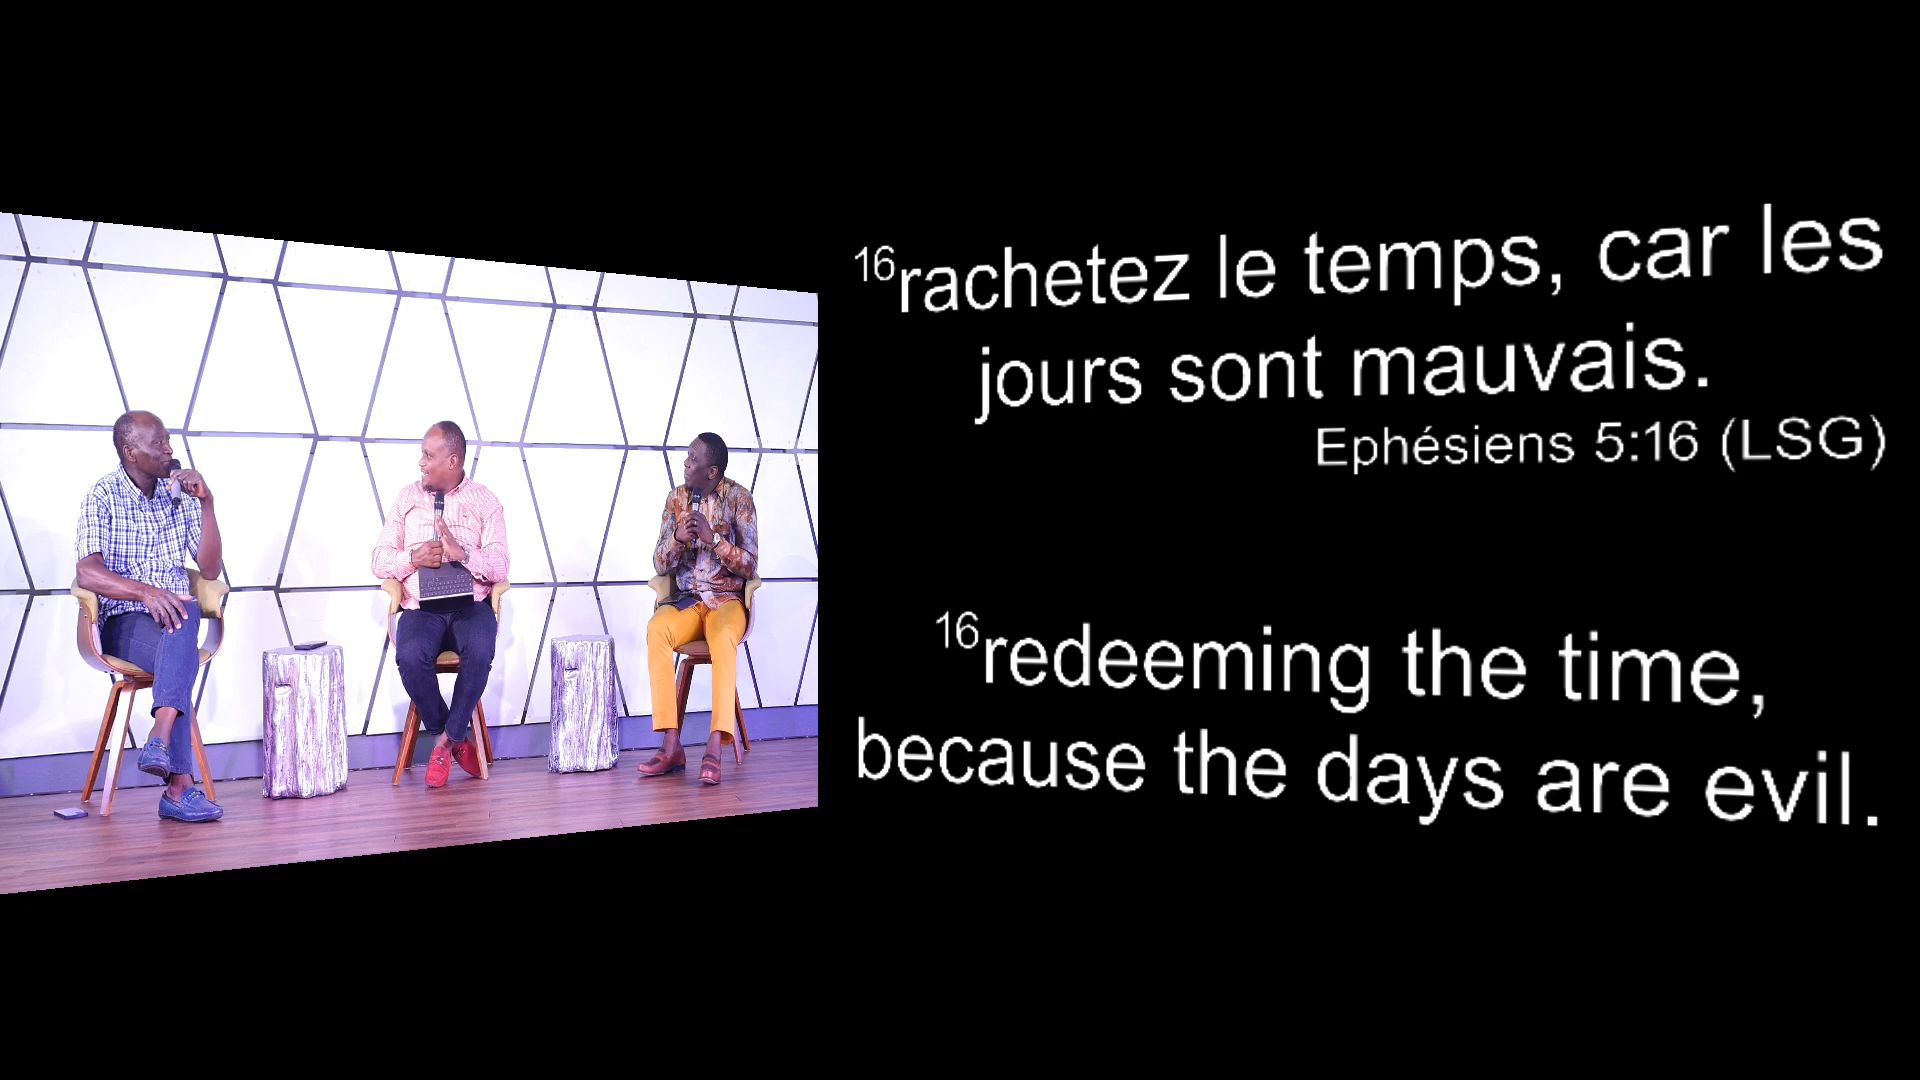 16rachetez le temps, car les
jours sont mauvais.
Ephésiens 5:16 (LSG)
16redeeming the time,
because the days are evil.